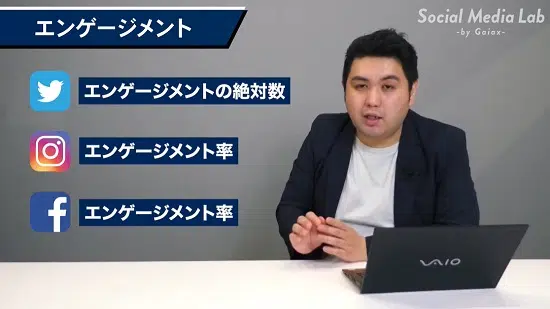 エンゲージメント
Social Media Lab
-by Gaiax-
エンゲージメントの絶対数
エンゲージメント率
エンゲージメント率
VAIO